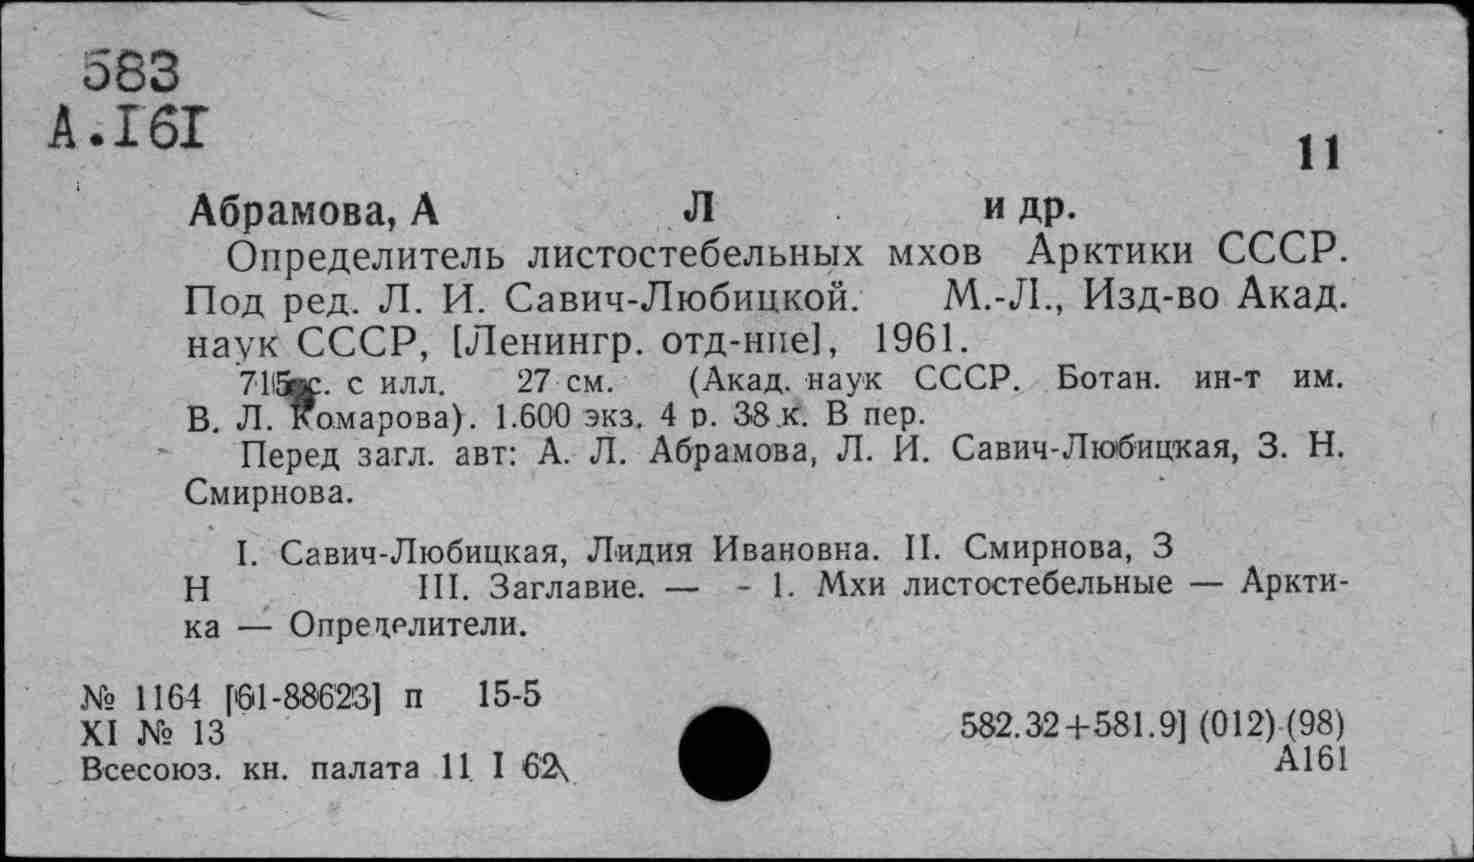 583
А.I6I
11
Абрамова, А Л и др.
Определитель листостебельных мхов Арктики СССР.
Под ред. Л. И. Савич-Любицкой. М.-Л., Изд-во Акад.
наук СССР, [Ленингр. отд-ние], 1961.
715 с. с илл. 27 см. (Акад. наук СССР. Ботан. ин-т им.
В. Л. Комарова). 1.600 экз. 4 р. 38 к. В пер.
Перед загл. авт: А. Л. Абрамова, Л. И. Савич-Любицкая, З. Н.
Смирнова.
I. Савич-Любицкая, Лидия Ивановна. II. Смирнова, З
Н III. Заглавие. — - 1. Мхи листостебельные — Аркти-
ка — Определители.
№ 1164 [61-88623] п 15-5
XI № 13
Всесоюз. кн. палата 11 I 62
582.32+581.9] (012) (98)
А161